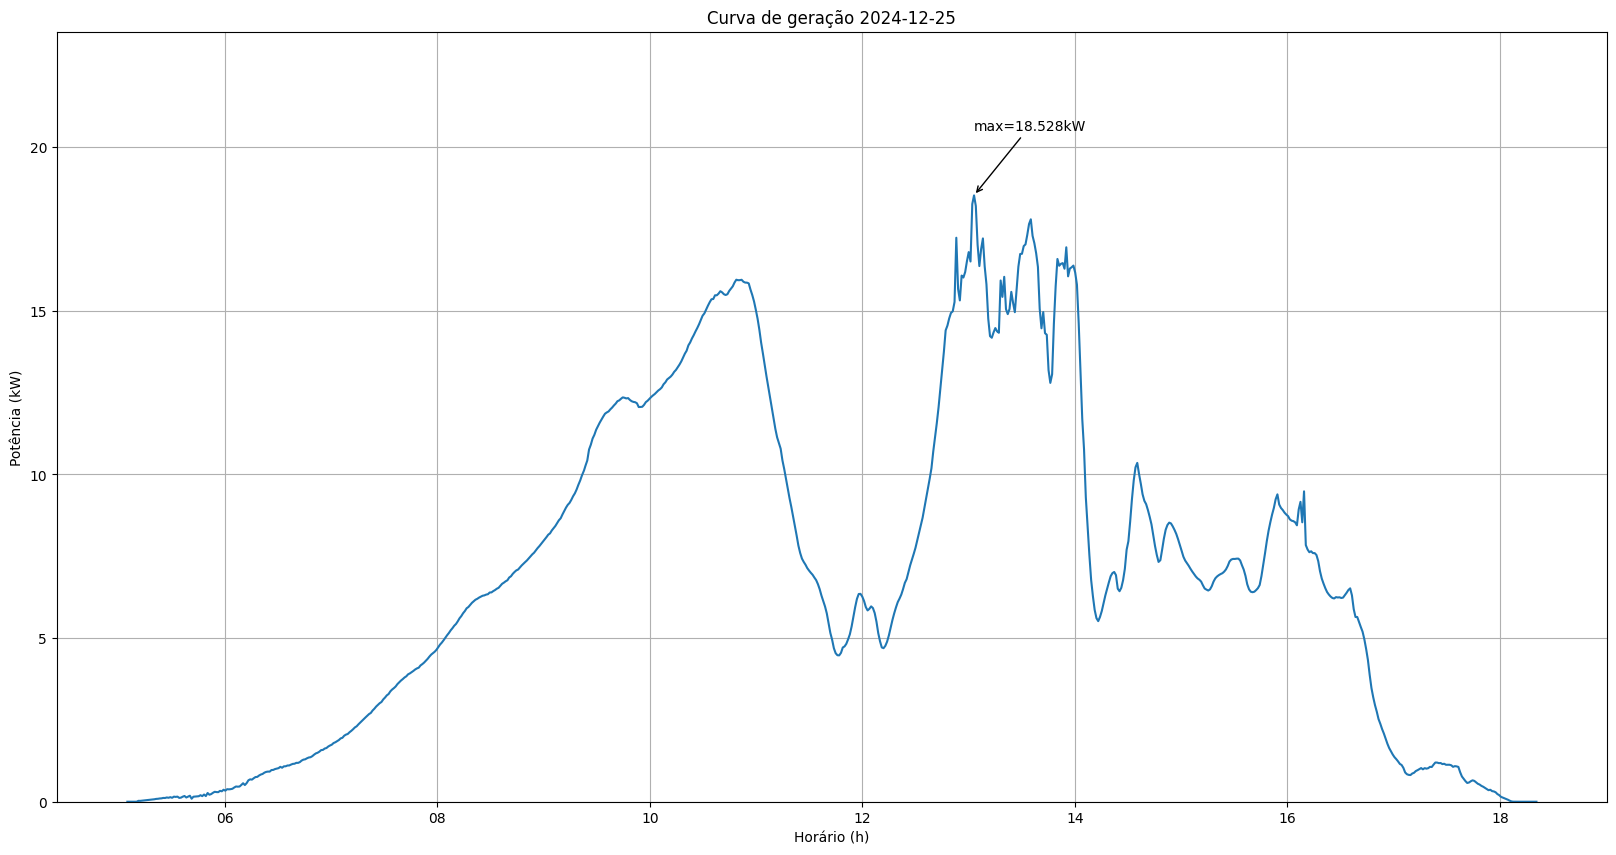 Curva de geração 2024-12-25
max=18.528kW
20
15
10
5
0
Potência (kW)
06 08 10 12 14 16 18
Horário (h)